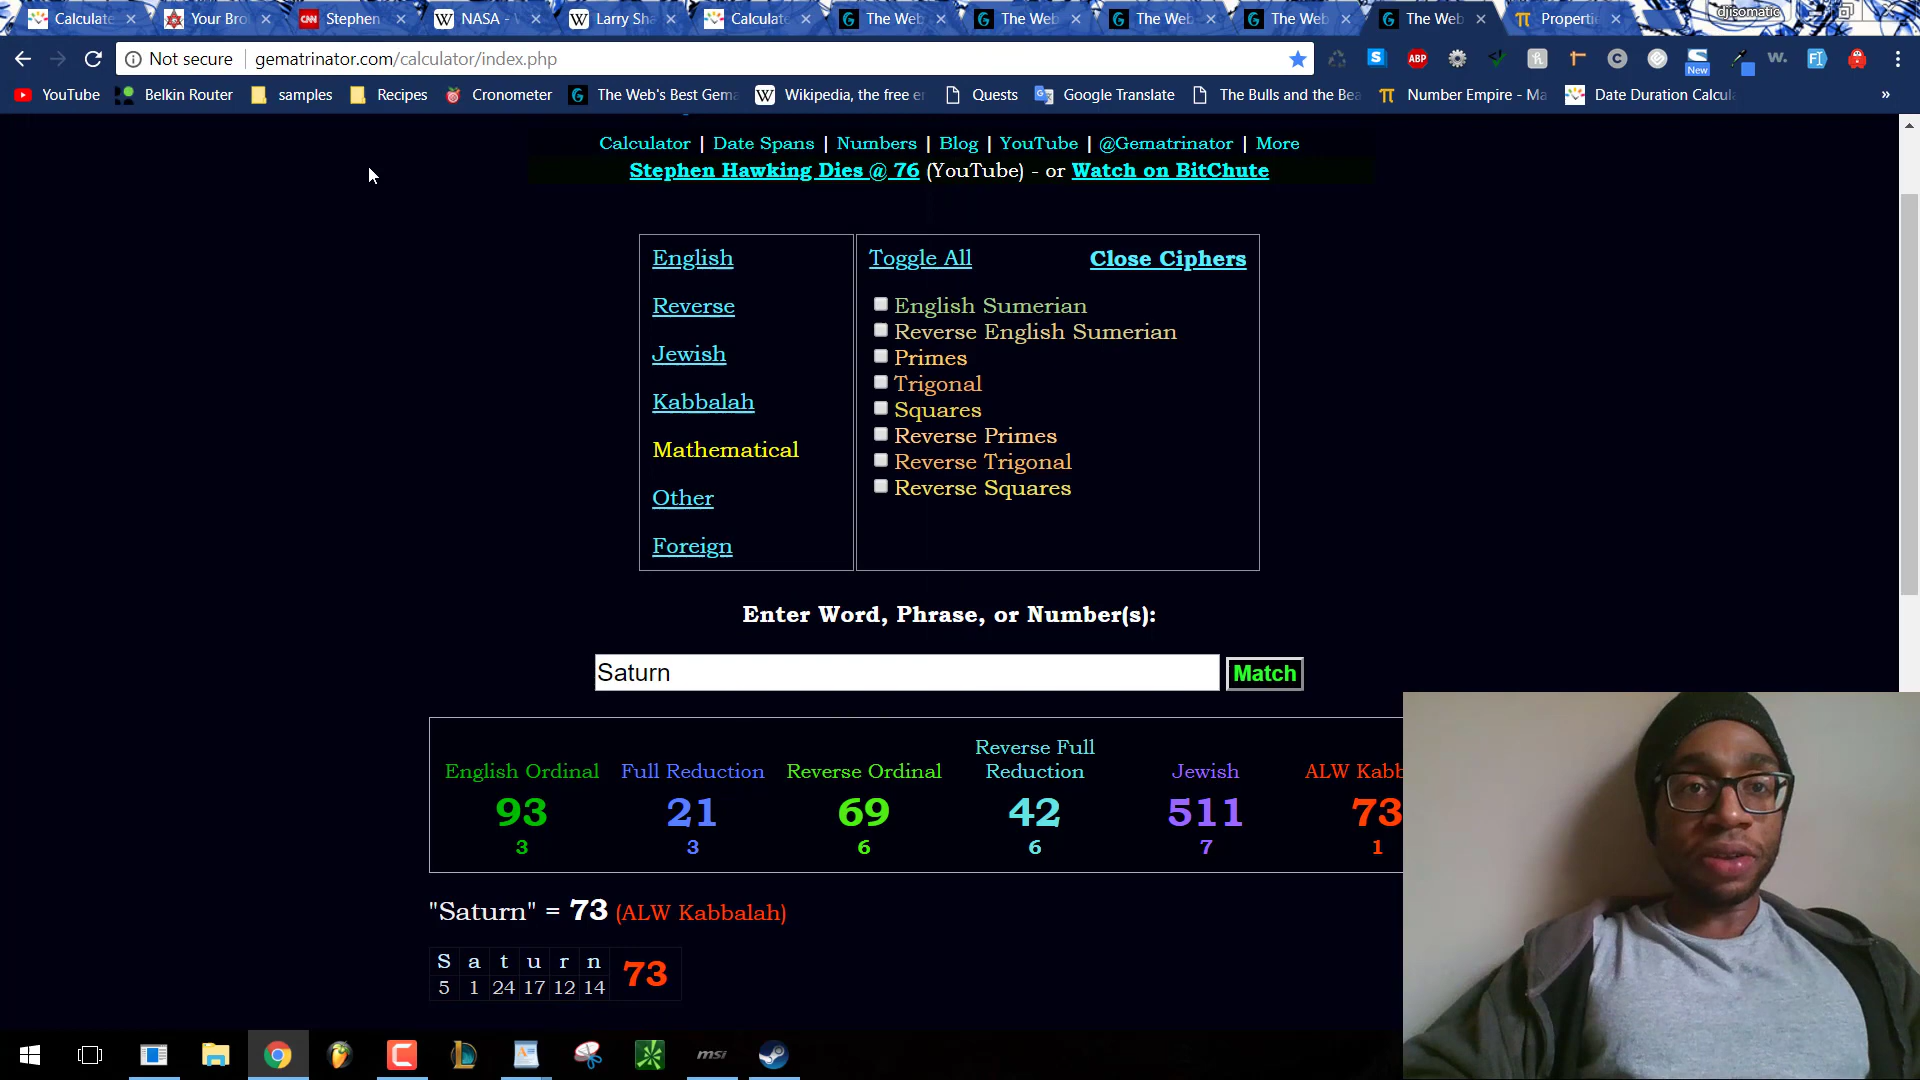 Calculate
Your Bro
Stephen
NASA -
Larry Sha
Calculate
The Web
The Web
The Web
The Web
The Web
Properti
djisomatic
Not secure
gematrinator.com/calculator/index.php
New
YouTube
Belkin Router
samples
Recipes
Cronometer
The Web's Best Gema
Wikipedia, the free e
Quests
Google Translate
The Bulls and the Bea
Number Empire - Ma
Date Duration Calcul
»
Calculator | Date Spans | Numbers | Blog | YouTube | @Gematrinator | More
Stephen Hawking Dies @ 76 (YouTube) - or Watch on BitChute
English
Reverse
Jewish
Kabbalah
Mathematical
Other
Foreign
Toggle All
Close Ciphers
English Sumerian
Reverse English Sumerian
Primes
Trigonal
Squares
Reverse Primes
Reverse Trigonal
Reverse Squares
Enter Word, Phrase, or Number(s):
Saturn
Match
English Ordinal
93
3
Full Reduction
21
3
Reverse Ordinal
69
6
Reverse Full
Reduction
42
6
Jewish
511
7
ALW Kabb
73
1
"Saturn" = 73 (ALW Kabbalah)
S a t u r n
5 1 24 17 12 14
73
msi